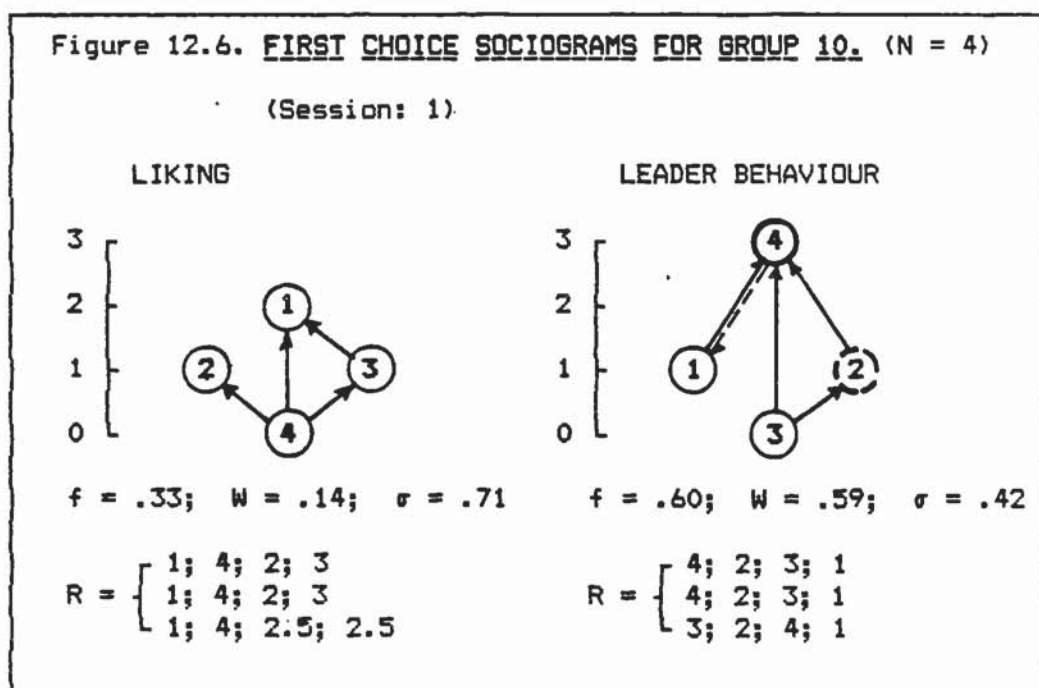 Figure 12.6. FIRST CHOICE SOCIOGRAMS FOR GROUP 10. (N = 4)
(Session: 1)
LIKING
3
2
1
0
1
2
3
4
f = .33; W = .14; σ = .71
R =
1; 4; 2; 3
1; 4; 2; 3
1; 4; 2.5; 2.5
LEADER BEHAVIOUR
3
2
1
0
4
1
2
3
f = .60; W = .59; σ = .42
R =
4; 2; 3; 1
4; 2; 3; 1
3; 2; 4; 1